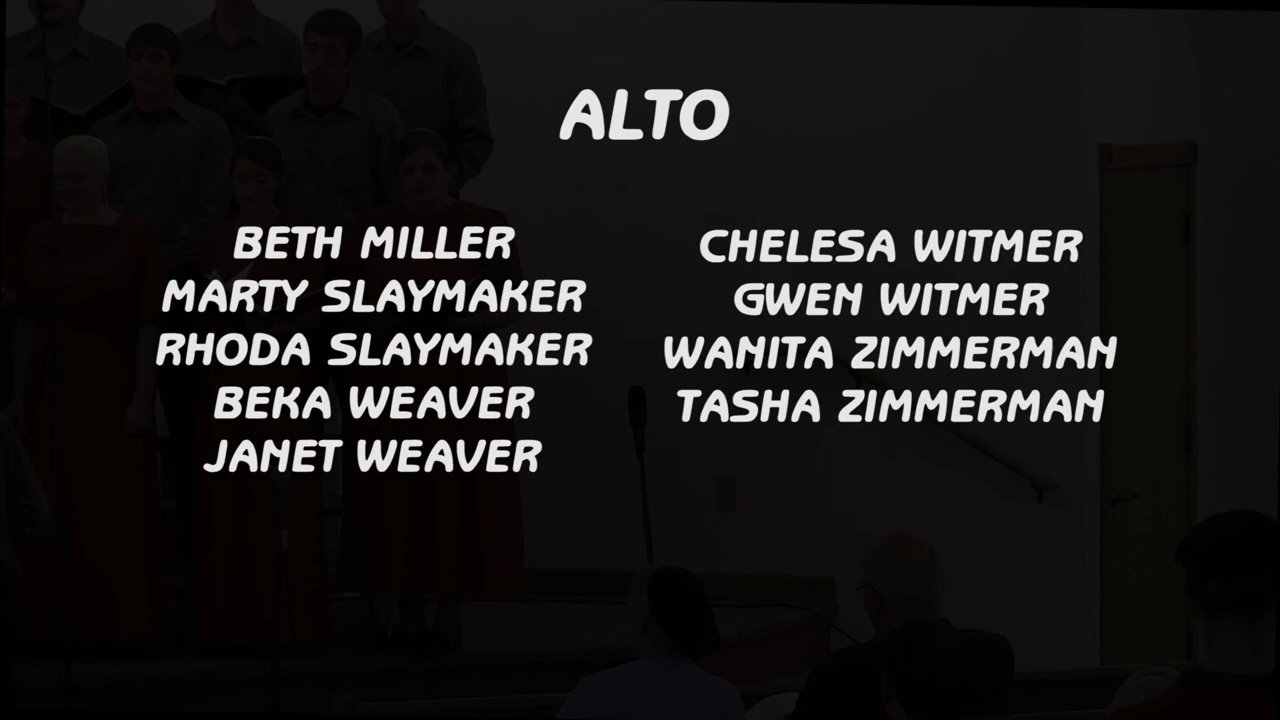 ALTO
BETH MILLER
MARTY SLAYMAKER
RHODA SLAYMAKER
BEKA WEAVER
JANET WEAVER
CHELESA WITMER
GWEN WITMER
WANITA ZIMMERMAN
TASHA ZIMMERMAN